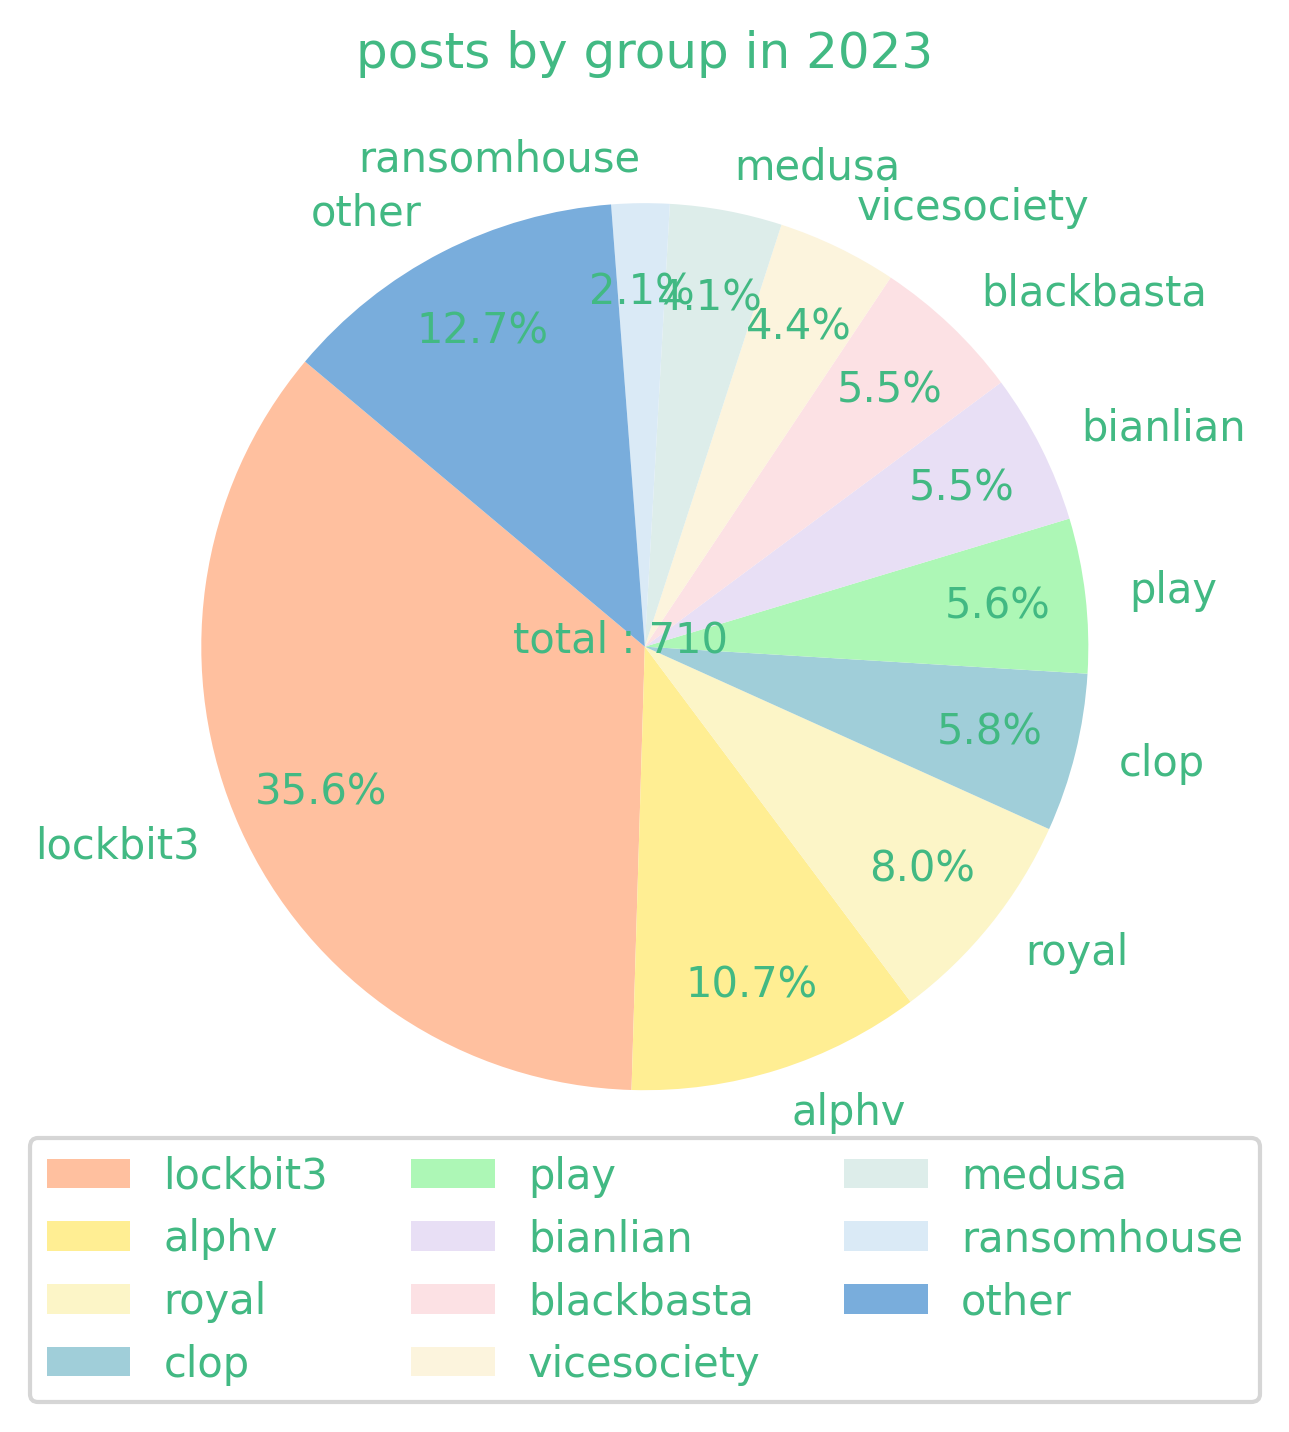 posts by group in 2023
ransomhouse
medusa
other
vicesociety
blackbasta
2.1%
4.1%
12.7%
4.4%
5.5%
bianlian
5.5%
play
5.6%
total : 710
5.8%
clop
35.6%
lockbit3
8.0%
royal
10.7%
alphv
lockbit3
alphv
royal
clop
play
bianlian
blackbasta
vicesociety
medusa
ransomhouse
other